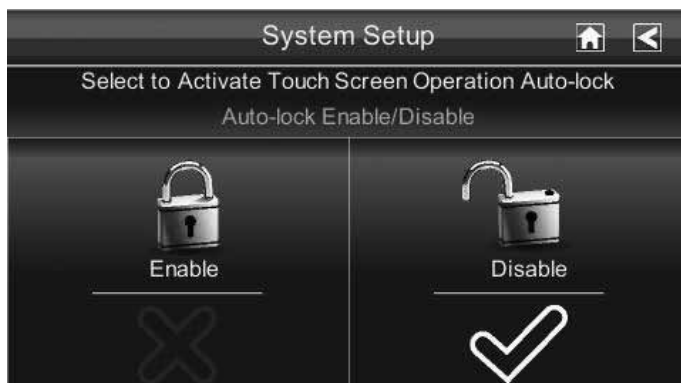 System Setup
Select to Activate Touch Screen Operation Auto-lock
Auto-lock Enable/Disable
Enable
Disable